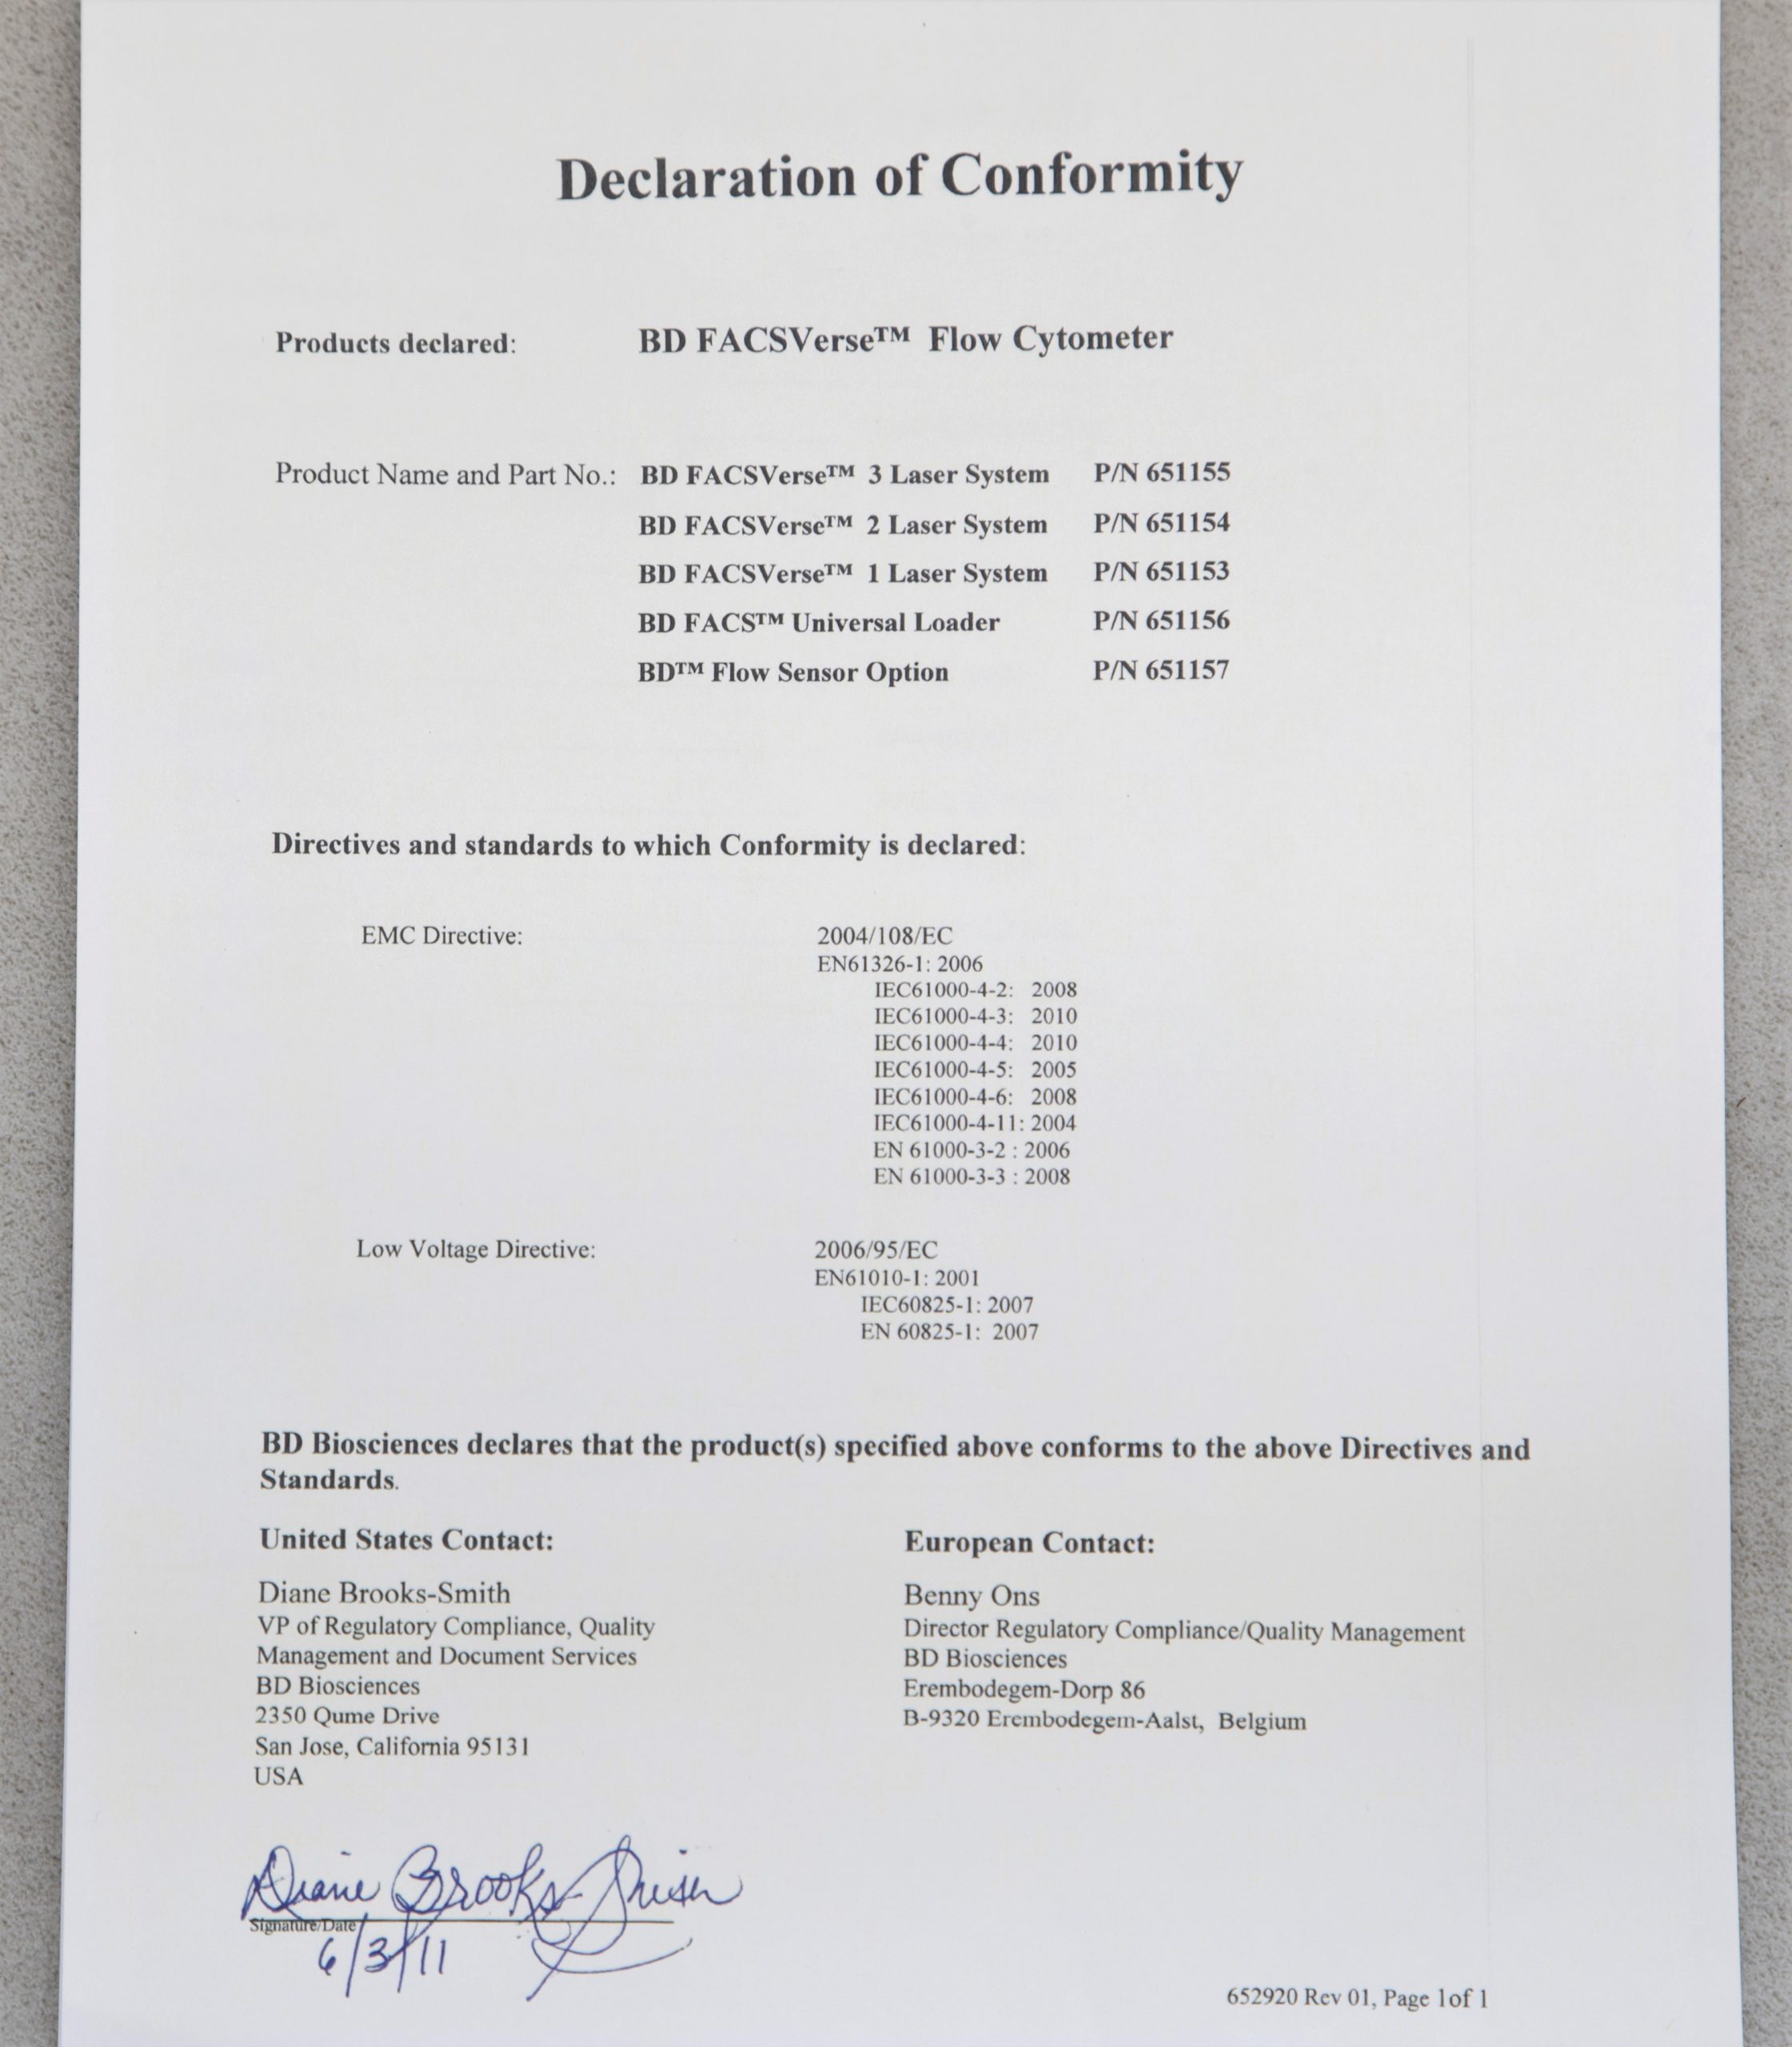 Declaration of Conformity
Products declared: BD FACSVerse™ Flow Cytometer
Product Name and Part No.: BD FACSVerse™ 3 Laser System P/N 651155
BD FACSVerse™ 2 Laser System P/N 651154
BD FACSVerse™ 1 Laser System P/N 651153
BD FACS™ Universal Loader P/N 651156
BD™ Flow Sensor Option P/N 651157
Directives and standards to which Conformity is declared:
EMC Directive: 2004/108/EC
EN61326-1: 2006
IEC61000-4-2: 2008
IEC61000-4-3: 2010
IEC61000-4-4: 2010
IEC61000-4-5: 2005
IEC61000-4-6: 2008
IEC61000-4-11: 2004
EN 61000-3-2 : 2006
EN 61000-3-3 : 2008
Low Voltage Directive: 2006/95/EC
EN61010-1: 2001
IEC60825-1: 2007
EN 60825-1: 2007
BD Biosciences declares that the product(s) specified above conforms to the above Directives and
Standards.
United States Contact:
Diane Brooks-Smith
VP of Regulatory Compliance, Quality
Management and Document Services
BD Biosciences
2350 Qume Drive
San Jose, California 95131
USA
European Contact:
Benny Ons
Director Regulatory Compliance/Quality Management
BD Biosciences
Erembodegem-Dorp 86
B-9320 Erembodegem-Aalst, Belgium
Diane Brooks-Smith
Signature/Date
6/3/11
652920 Rev 01, Page 1of 1